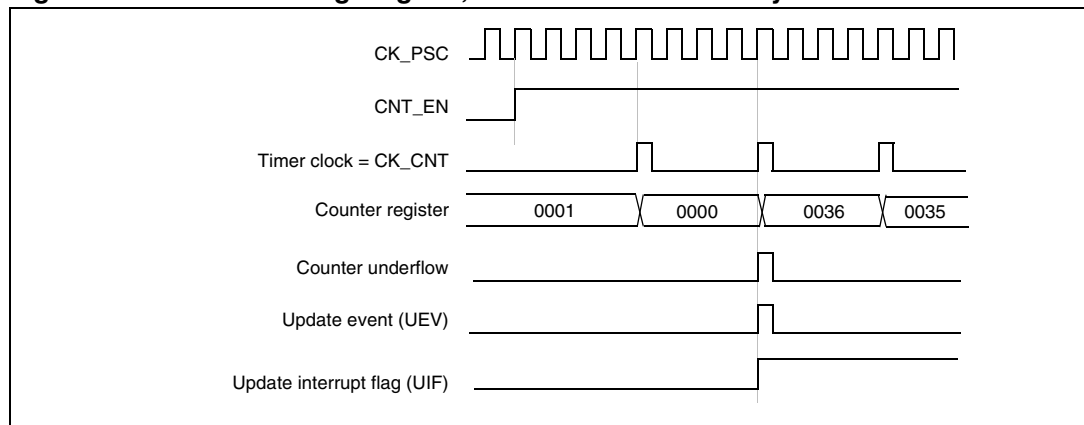 CK_PSC
CNT_EN
Timer clock = CK_CNT
Counter register 0001 0000 0036 0035
Counter underflow
Update event (UEV)
Update interrupt flag (UIF)